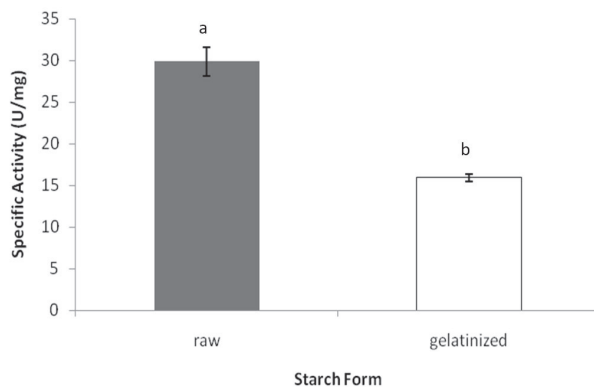 Specific Activity (U/mg)
35
30
25
20
15
10
5
0
a
b
raw
gelatinized
Starch Form